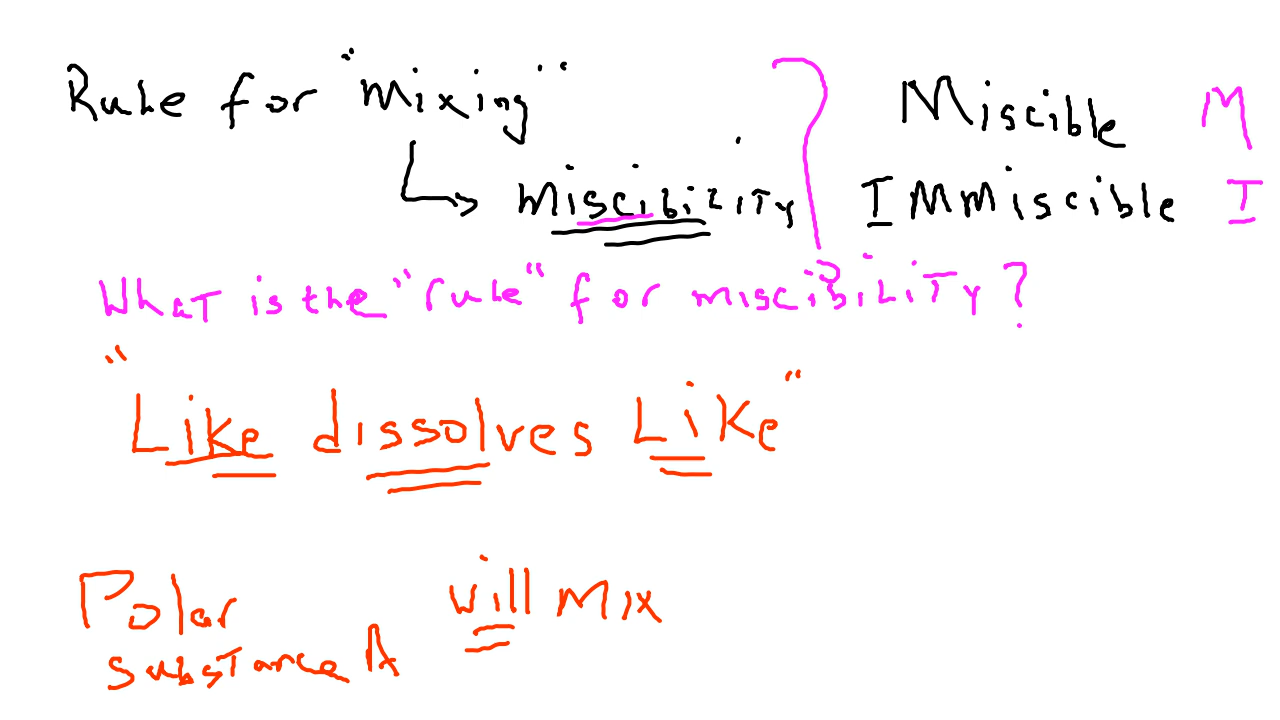 Rule for "mixing"
Miscible M
miscibility
Immiscible I
What is the "rule" for miscibility?
"Like dissolves Like"
Polar will mix
substance A